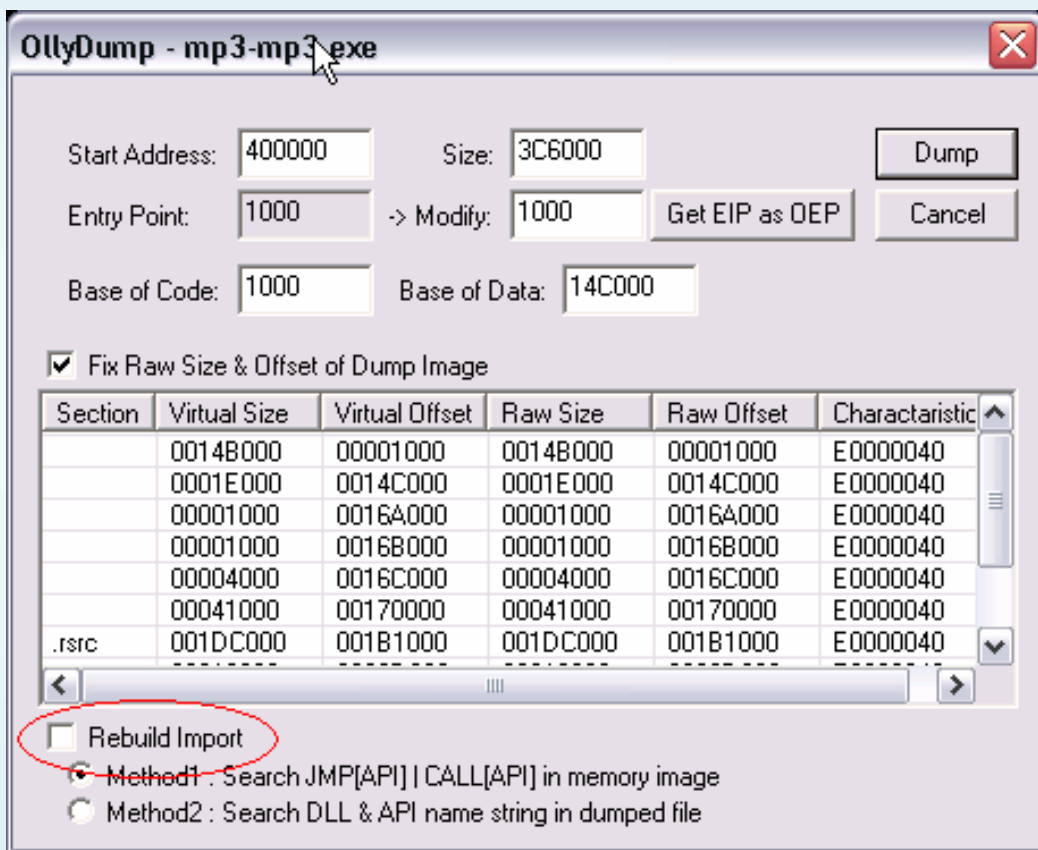 OllyDump - mp3-mp3.exe
Start Address: 400000 Size: 3C6000 Dump
Entry Point: 1000 -> Modify: 1000 Get EIP as OEP Cancel
Base of Code: 1000 Base of Data: 14C000
Fix Raw Size & Offset of Dump Image
Section Virtual Size Virtual Offset Raw Size Raw Offset Charactaristic
0014B000 00001000 0014B000 00001000 E0000040
0001E000 0014C000 0001E000 0014C000 E0000040
00001000 0016A000 00001000 0016A000 E0000040
00001000 0016B000 00001000 0016B000 E0000040
00004000 0016C000 00004000 0016C000 E0000040
00041000 00170000 00041000 00170000 E0000040
.rsrc 001DC000 001B1000 001DC000 001B1000 E0000040
Rebuild Import
Method1 : Search JMP[API] | CALL[API] in memory image
Method2 : Search DLL & API name string in dumped file